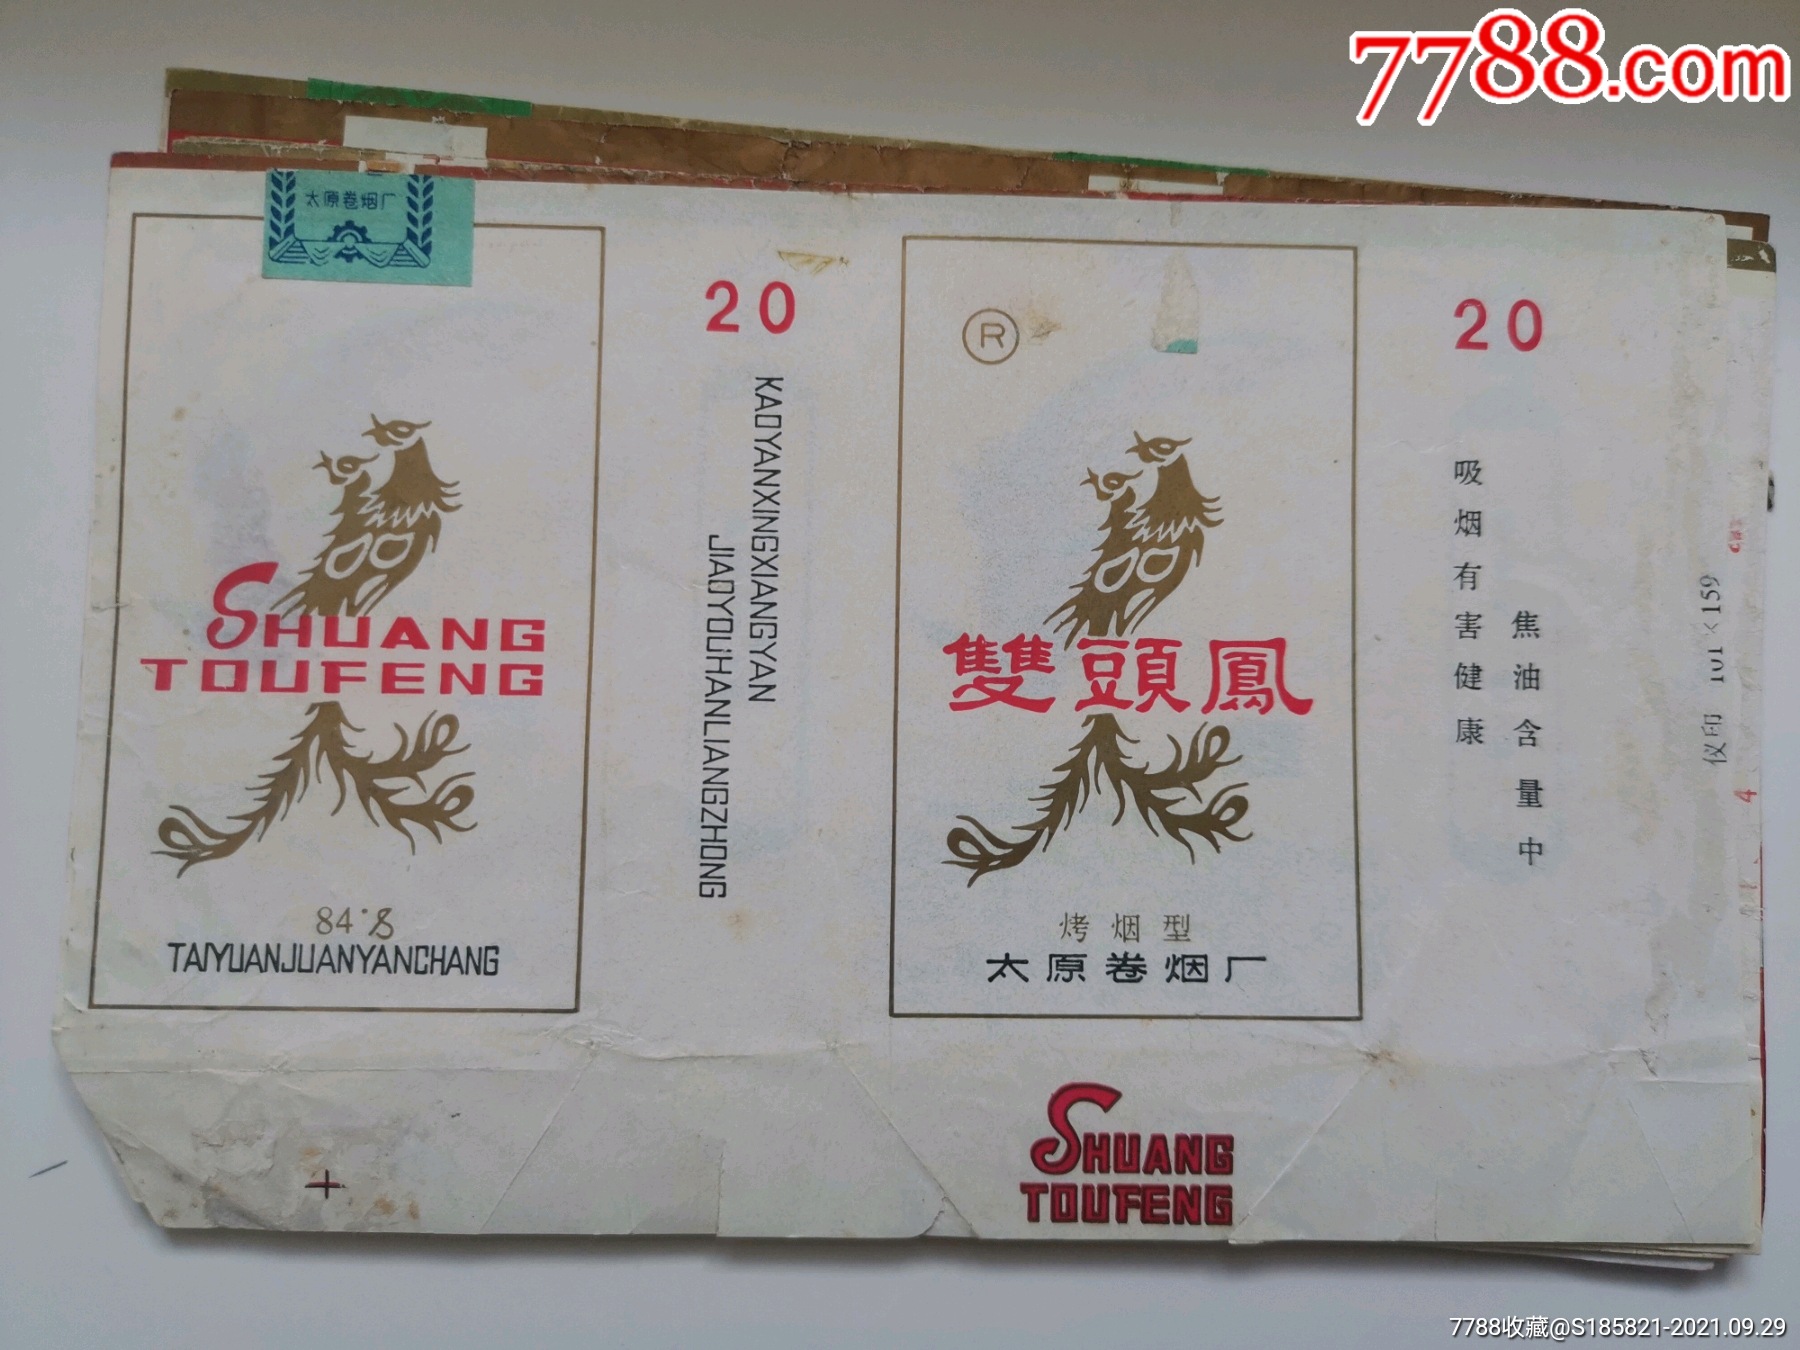 7788.com
太原卷烟厂
SHUANG
TOUFENG
84·8
TAIYUANJUANYANCHANG
20
KAOYANXINGXIANGYAN
JIAOYOUHANLIANGZHONG
R
雙頭鳳
烤烟型
太原卷烟厂
SHUANG
TOUFENG
20
吸烟有害健康
焦油含量中
4
7788收藏@S185821-2021.09.29